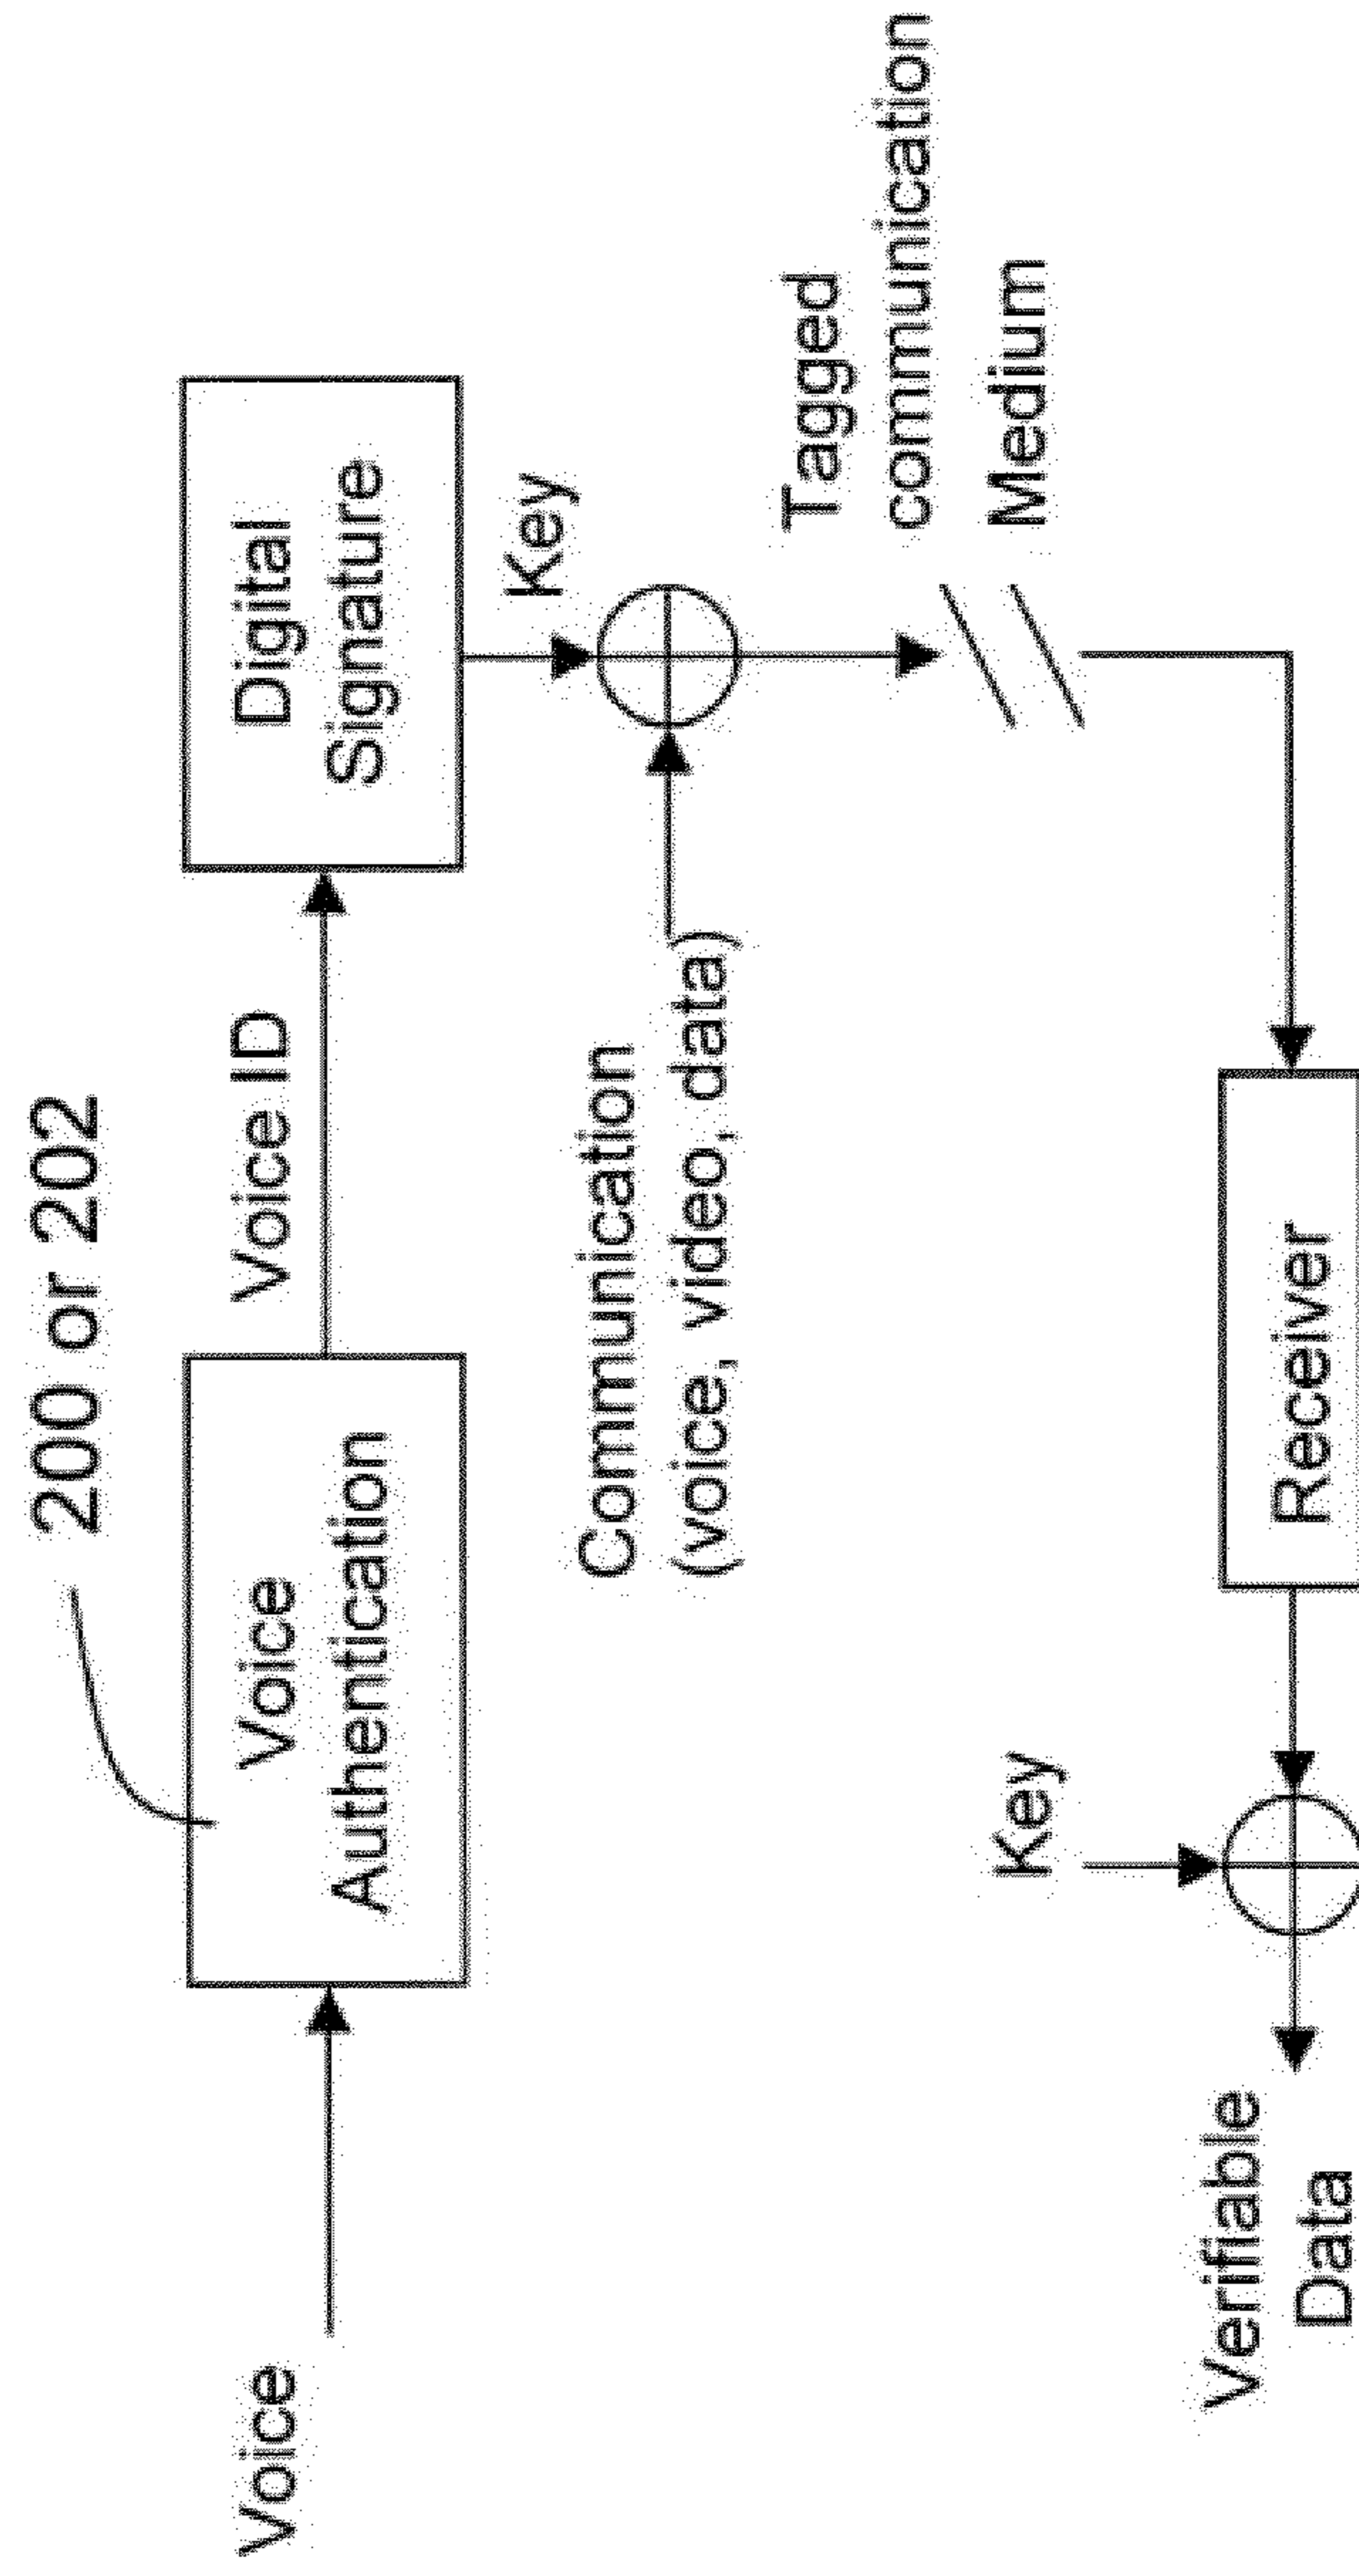 200 or 202
Voice
Voice
Authentication
Voice ID
Digital
Signature
Key
Communication
(voice, video, data)
Tagged
communication
Medium
Key
Verifiable
Data
Receiver